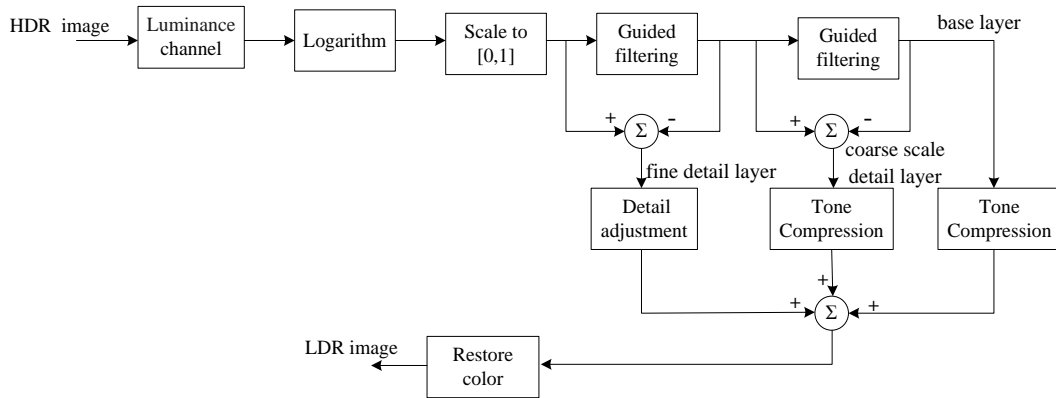 HDR image
Luminance
channel
Logarithm
Scale to
[0,1]
Guided
filtering
Guided
filtering
base layer
+
Σ
-
+
Σ
-
fine detail layer
coarse scale
detail layer
Detail
adjustment
Tone
Compression
Tone
Compression
+
+
Σ
+
LDR image
Restore
color